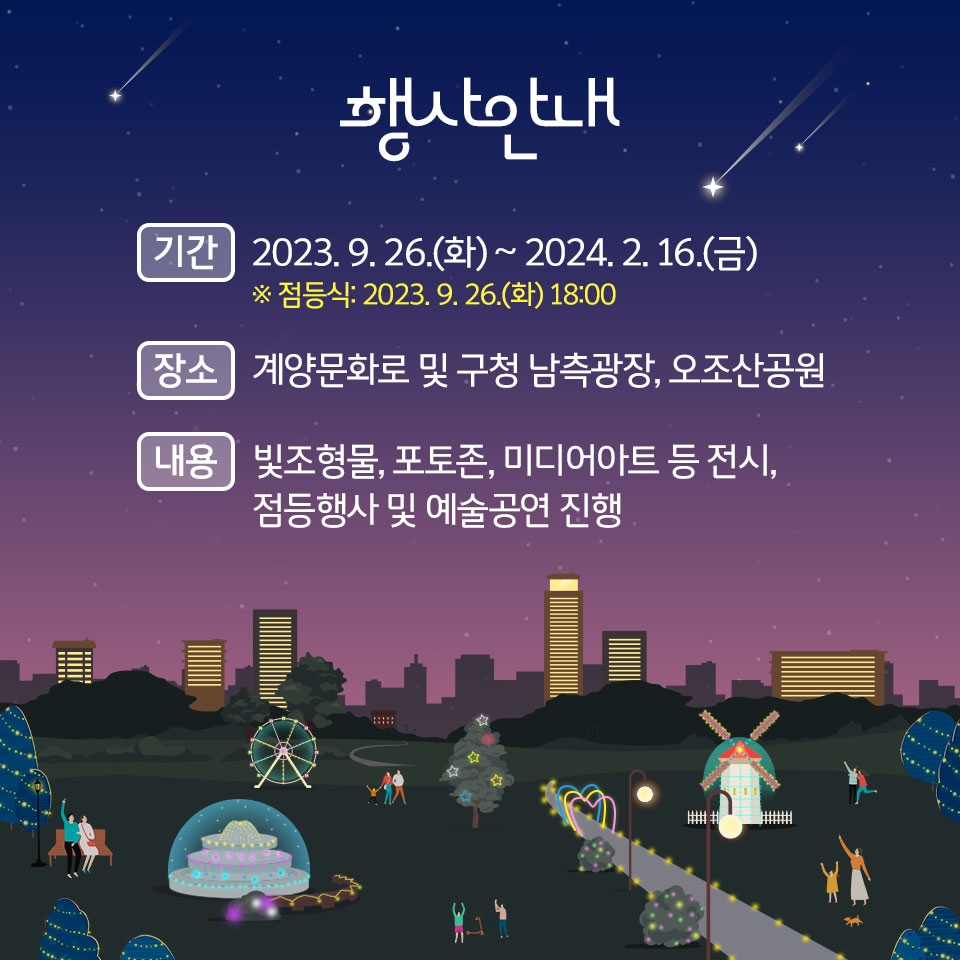 행사안내
기간 2023. 9. 26.(화) ~ 2024. 2. 16.(금)
※ 점등식: 2023. 9. 26.(화) 18:00
장소 계양문화로 및 구청 남측광장, 오조산공원
내용 빛조형물, 포토존, 미디어아트 등 전시,
점등행사 및 예술공연 진행